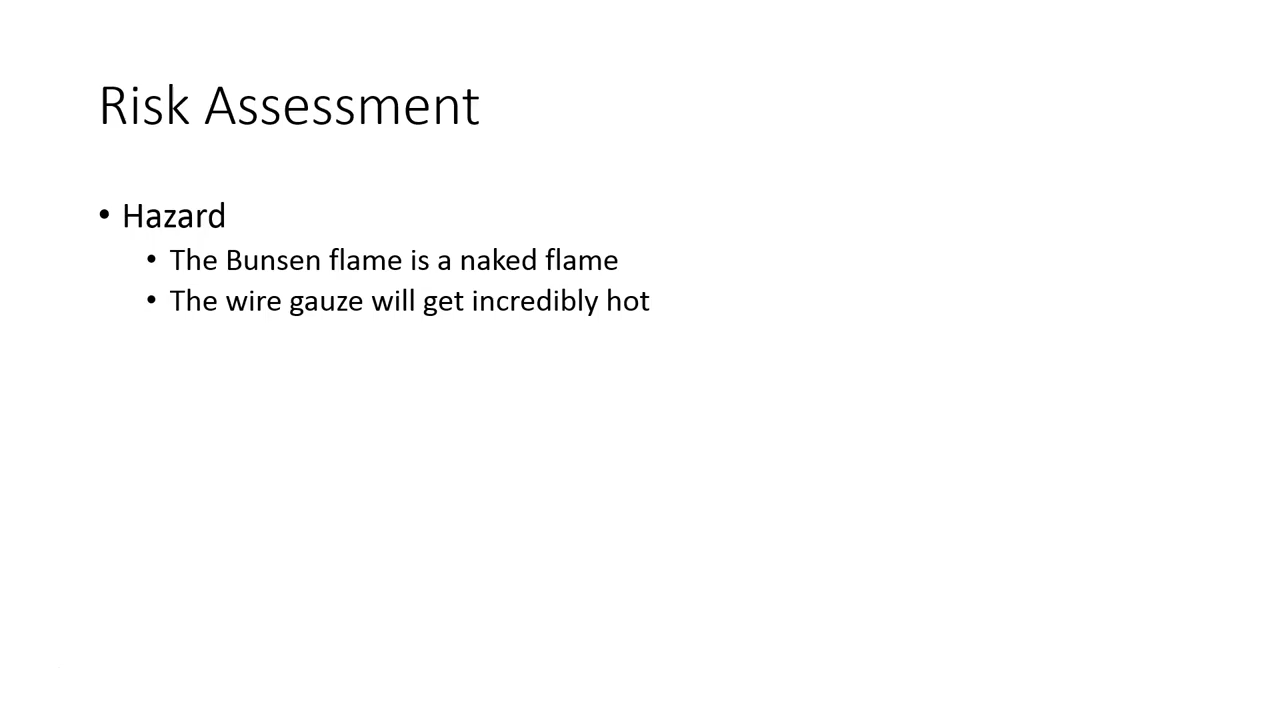 Risk Assessment
• Hazard
• The Bunsen flame is a naked flame
• The wire gauze will get incredibly hot